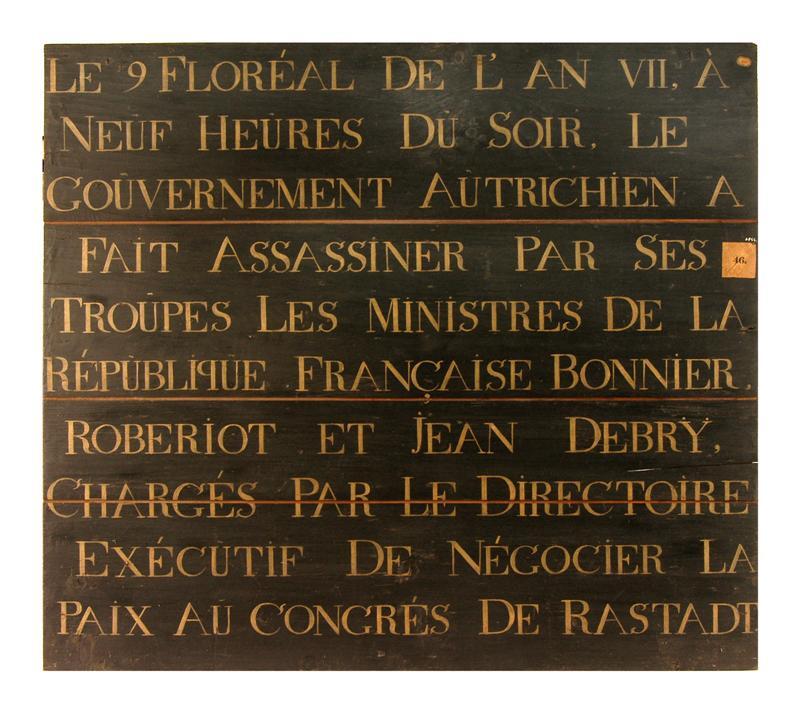 LE 9 FLORÉAL DE L' AN VII, À
NEUF HEURES DU SOIR, LE
GOUVERNEMENT AUTRICHIEN A
FAIT ASSASSINER PAR SES
46.
TROUPES LES MINISTRES DE LA
RÉPUBLIQUE FRANÇAISE BONNIER,
ROBERIOT ET JEAN DEBRY,
CHARGÉS PAR LE DIRECTOIRE
EXÉCUTIF DE NÉGOCIER LA
PAIX AU CONGRÉS DE RASTADT